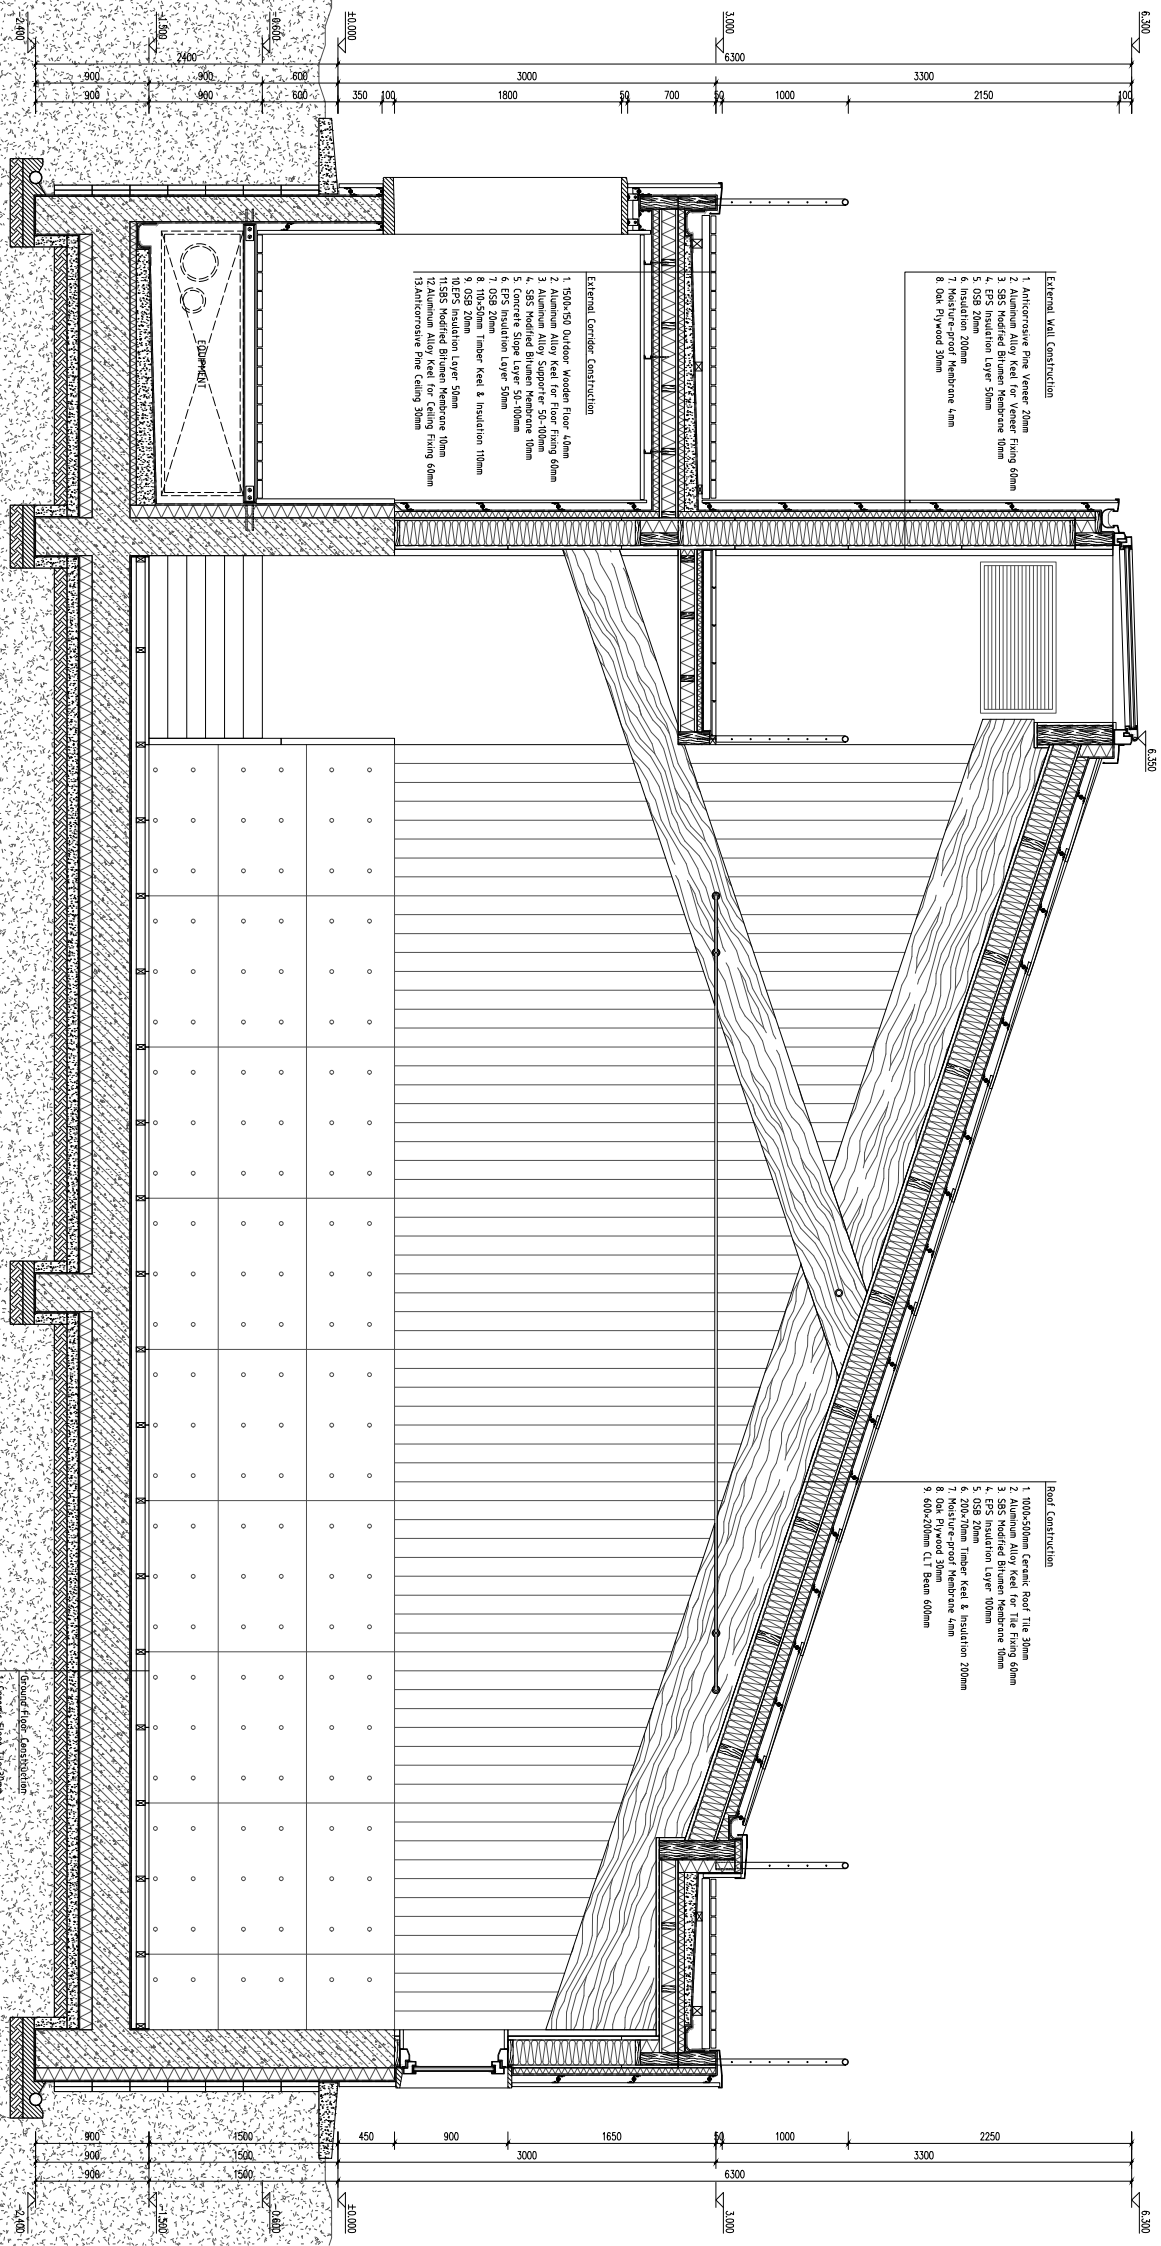 6.300
3.000
±0.000
-0.600
-1.500
-2.400
6300
2400
3300
3000
600
900
900
100
2150
1000
50
700
50
1800
100
350
600
900
900
6.350
External Wall Construction
1. Anticorrosive Pine Veneer 20mm
2. Aluminum Alloy Keel for Veneer Fixing 60mm
3. SBS Modified Bitumen Membrane 10mm
4. EPS Insulation Layer 50mm
5. OSB 20mm
6. Insulation 200mm
7. Moisture-proof Membrane 4mm
8. Oak Plywood 30mm
External Corridor Construction
1. 1500×150 Outdoor Wooden Floor 40mm
2. Aluminum Alloy Keel for Floor Fixing 60mm
3. Aluminum Alloy Supporter 50-100mm
4. SBS Modified Bitumen Membrane 10mm
5. Concrete Slope Layer 50-100mm
6. EPS Insulation Layer 50mm
7. OSB 20mm
8. 110×50mm Timber Keel & Insulation 110mm
9. OSB 20mm
10.EPS Insulation Layer 50mm
11.SBS Modified Bitumen Membrane 10mm
12.Aluminum Alloy Keel for Ceiling Fixing 60mm
13.Anticorrosive Pine Ceiling 30mm
EQUIPMENT
Roof Construction
1. 1000×500mm Ceramic Roof Tile 30mm
2. Aluminum Alloy Keel for Tile Fixing 60mm
3. SBS Modified Bitumen Membrane 10mm
4. EPS Insulation Layer 100mm
5. OSB 20mm
6. 200×70mm Timber Keel & Insulation 200mm
7. Moisture-proof Membrane 4mm
8. Oak Plywood 30mm
9. 600×200mm CLT Beam 600mm
Ground Floor Construction
2250
1000
50
1650
900
450
1500
900
3300
3000
1500
900
6300
1500
900
6.300
3.000
±0.000
-0.600
-1.500
-2.400